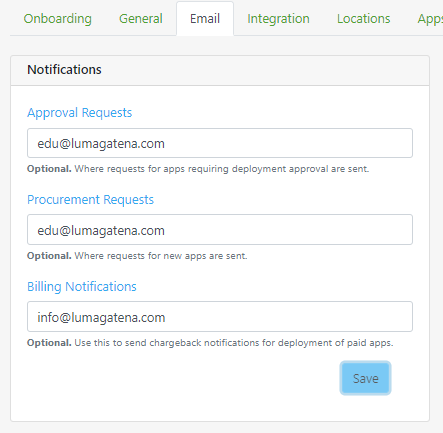 Onboarding General Email Integration Locations Apps
Notifications
Approval Requests
edu@lumagatena.com
Optional. Where requests for apps requiring deployment approval are sent.
Procurement Requests
edu@lumagatena.com
Optional. Where requests for new apps are sent.
Billing Notifications
info@lumagatena.com
Optional. Use this to send chargeback notifications for deployment of paid apps.
Save